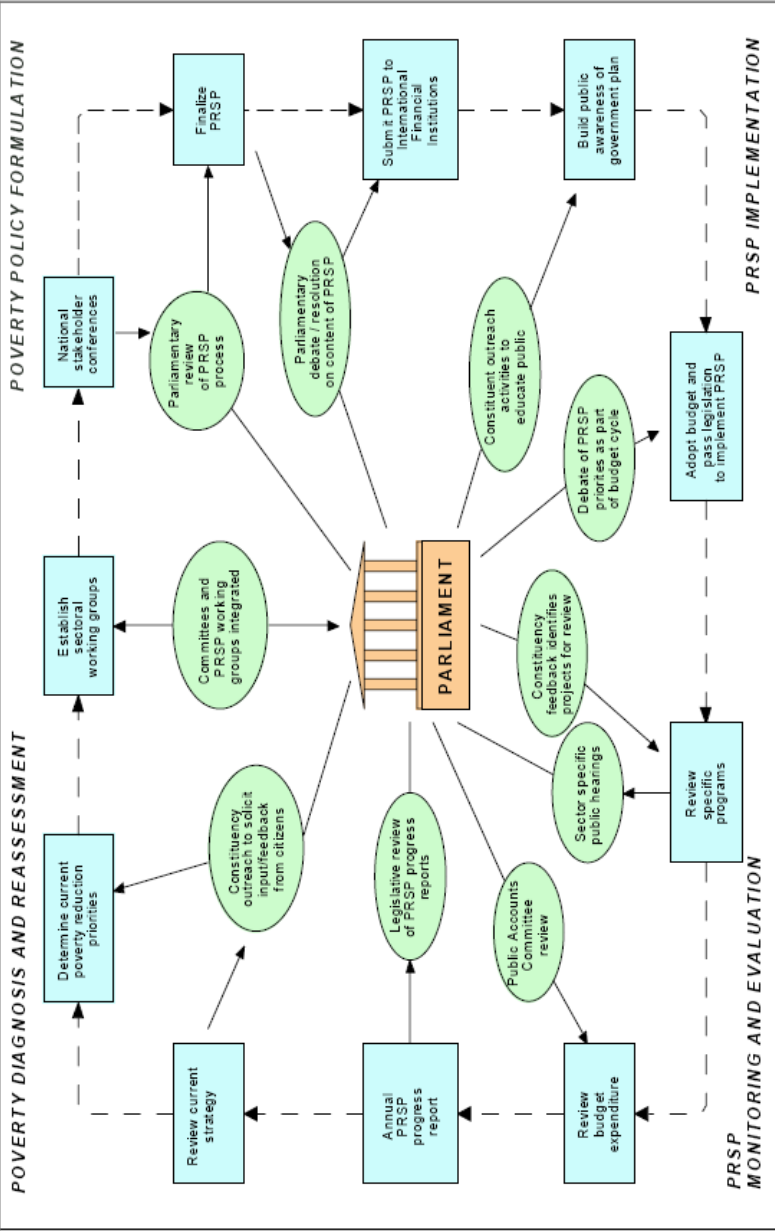 POVERTY DIAGNOSIS AND REASSESSMENT
POVERTY POLICY FORMULATION
Determine current
poverty reduction
priorities
Establish
sectoral
working groups
National
stakeholder
conferences
Review current
strategy
Constituency
outreach to solicit
input/feedback
from citizens
Committees and
PRSP working
groups integrated
Parliamentary
review
of PRSP
process
Finalize
PRSP
Annual
PRSP
progress
report
Legislative review
of PRSP progress
reports
PARLIAMENT
Parliamentary
debate / resolution
on content of PRSP
Submit PRSP to
International
Financial
Institutions
Review
budget
expenditure
Public Accounts
Committee
review
Sector specific
public hearings
Constituency
feedback identifies
projects for review
Debate of PRSP
priorites as part
of budget cycle
Constituent outreach
activities to
educate public
Build public
awareness of
government plan
Review
specific
programs
Adopt budget and
pass legislation
to implement PRSP
PRSP
MONITORING AND EVALUATION
PRSP IMPLEMENTATION